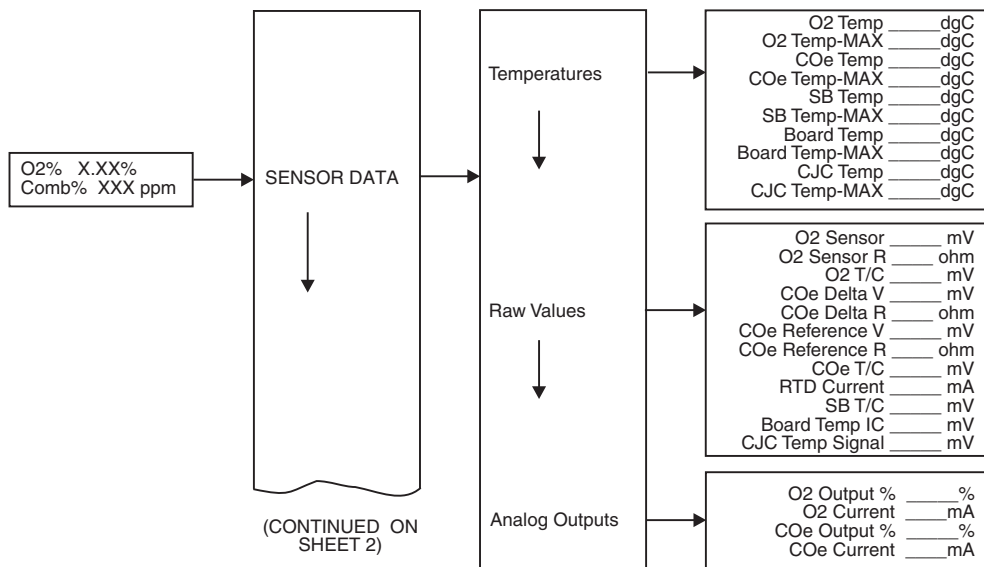 O2% X.XX%
Comb% XXX ppm
SENSOR DATA
(CONTINUED ON
SHEET 2)
Temperatures
Raw Values
Analog Outputs
O2 Temp _____dgC
O2 Temp-MAX _____dgC
COe Temp _____dgC
COe Temp-MAX _____dgC
SB Temp _____dgC
SB Temp-MAX _____dgC
Board Temp _____dgC
Board Temp-MAX _____dgC
CJC Temp _____dgC
CJC Temp-MAX _____dgC
O2 Sensor _____ mV
O2 Sensor R ____ ohm
O2 T/C _____ mV
COe Delta V _____ mV
COe Delta R ____ ohm
COe Reference V _____ mV
COe Reference R ____ ohm
COe T/C _____ mV
RTD Current _____ mA
SB T/C _____ mV
Board Temp IC _____ mV
CJC Temp Signal _____ mV
O2 Output % _____%
O2 Current ____mA
COe Output % _____%
COe Current ____mA